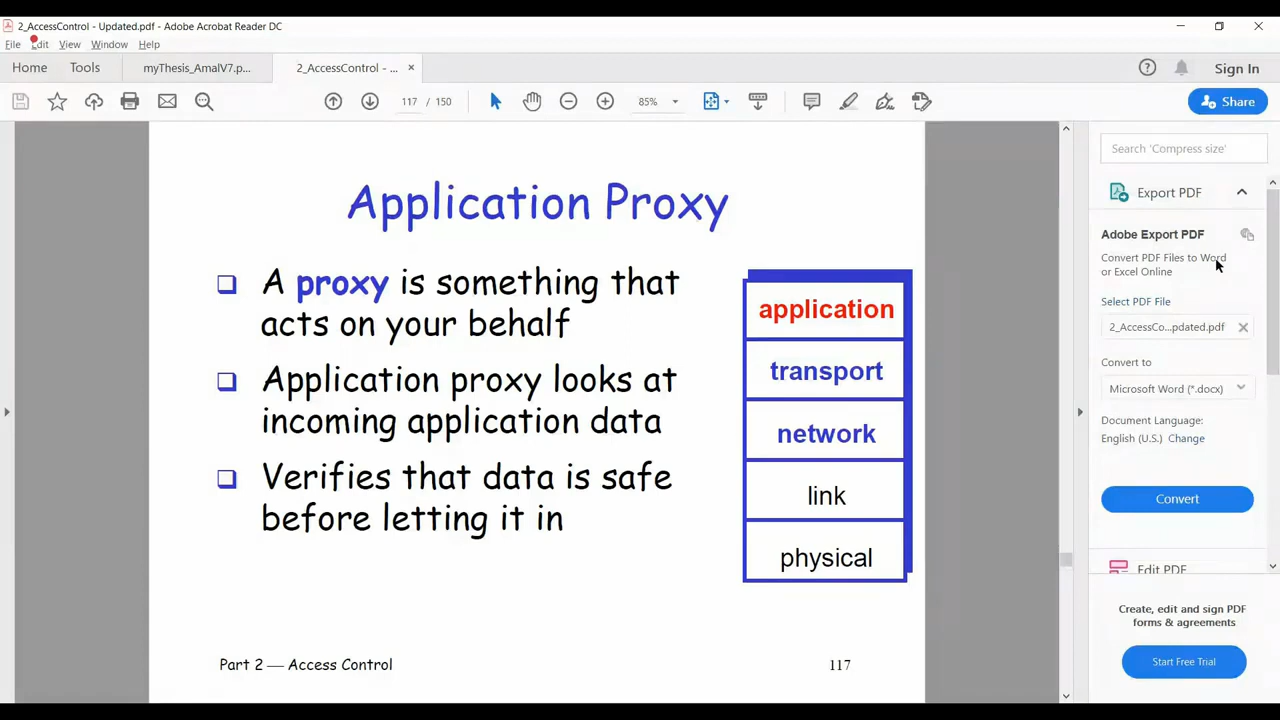 2_AccessControl - Updated.pdf - Adobe Acrobat Reader DC
File Edit View Window Help
Home Tools myThesis_AmalV7.p... 2_AccessControl - ... ×
Sign In
117 / 150 85%
Share
Application Proxy
A proxy is something that
acts on your behalf
Application proxy looks at
incoming application data
Verifies that data is safe
before letting it in
application
transport
network
link
physical
Part 2 — Access Control 117
Search 'Compress size'
Export PDF
Adobe Export PDF
Convert PDF Files to Word
or Excel Online
Select PDF File
2_AccessCo...pdated.pdf
Convert to
Microsoft Word (*.docx)
Document Language:
English (U.S.) Change
Convert
Edit PDF
Create, edit and sign PDF
forms & agreements
Start Free Trial